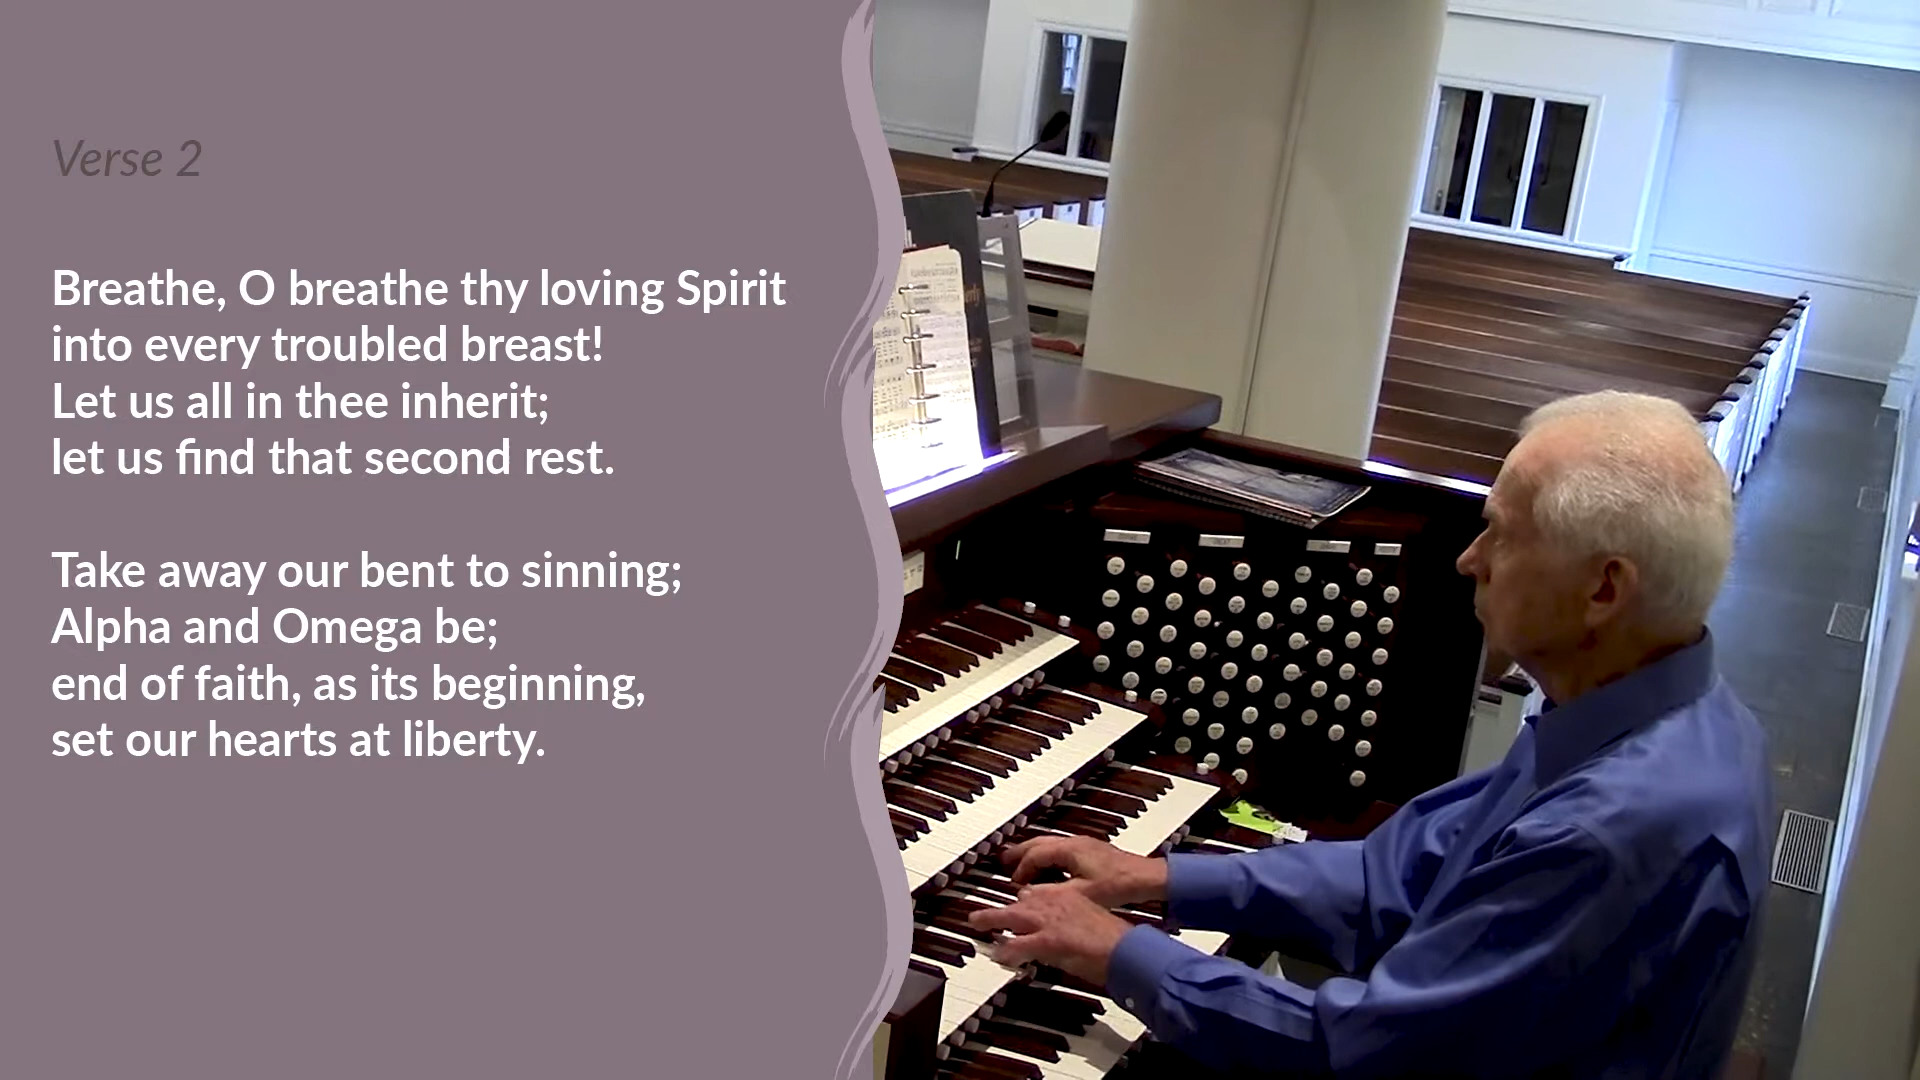 Verse 2
Breathe, O breathe thy loving Spirit
into every troubled breast!
Let us all in thee inherit;
let us find that second rest.
Take away our bent to sinning;
Alpha and Omega be;
end of faith, as its beginning,
set our hearts at liberty.